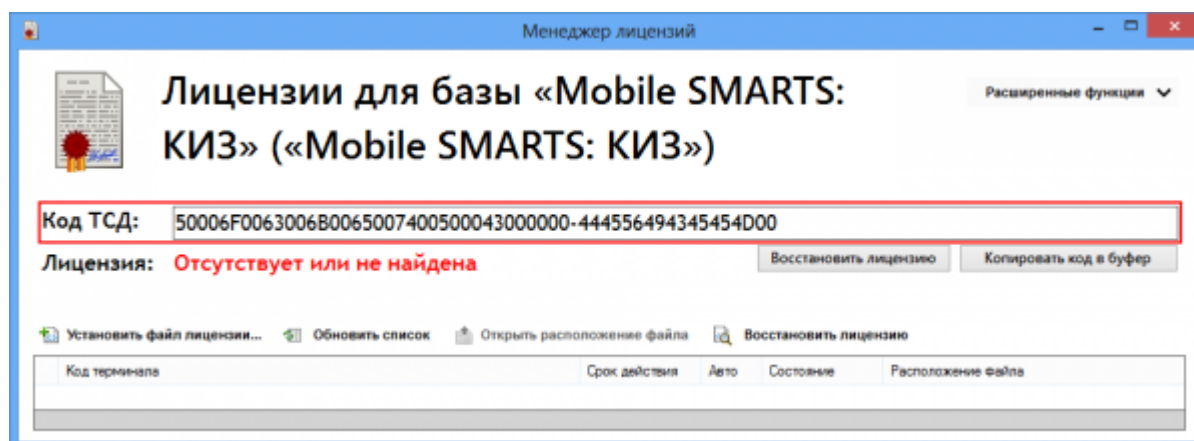 Менеджер лицензий
Лицензии для базы «Mobile SMARTS:
КИЗ» («Mobile SMARTS: КИЗ»)
Расширенные функции
Код ТСД: 50006F0063006B006500740050004300​0000-444556494345454D00
Лицензия: Отсутствует или не найдена
Восстановить лицензию Копировать код в буфер
Установить файл лицензии... Обновить список Открыть расположение файла Восстановить лицензию
Код терминала Срок действия Авто Состояние Расположение файла